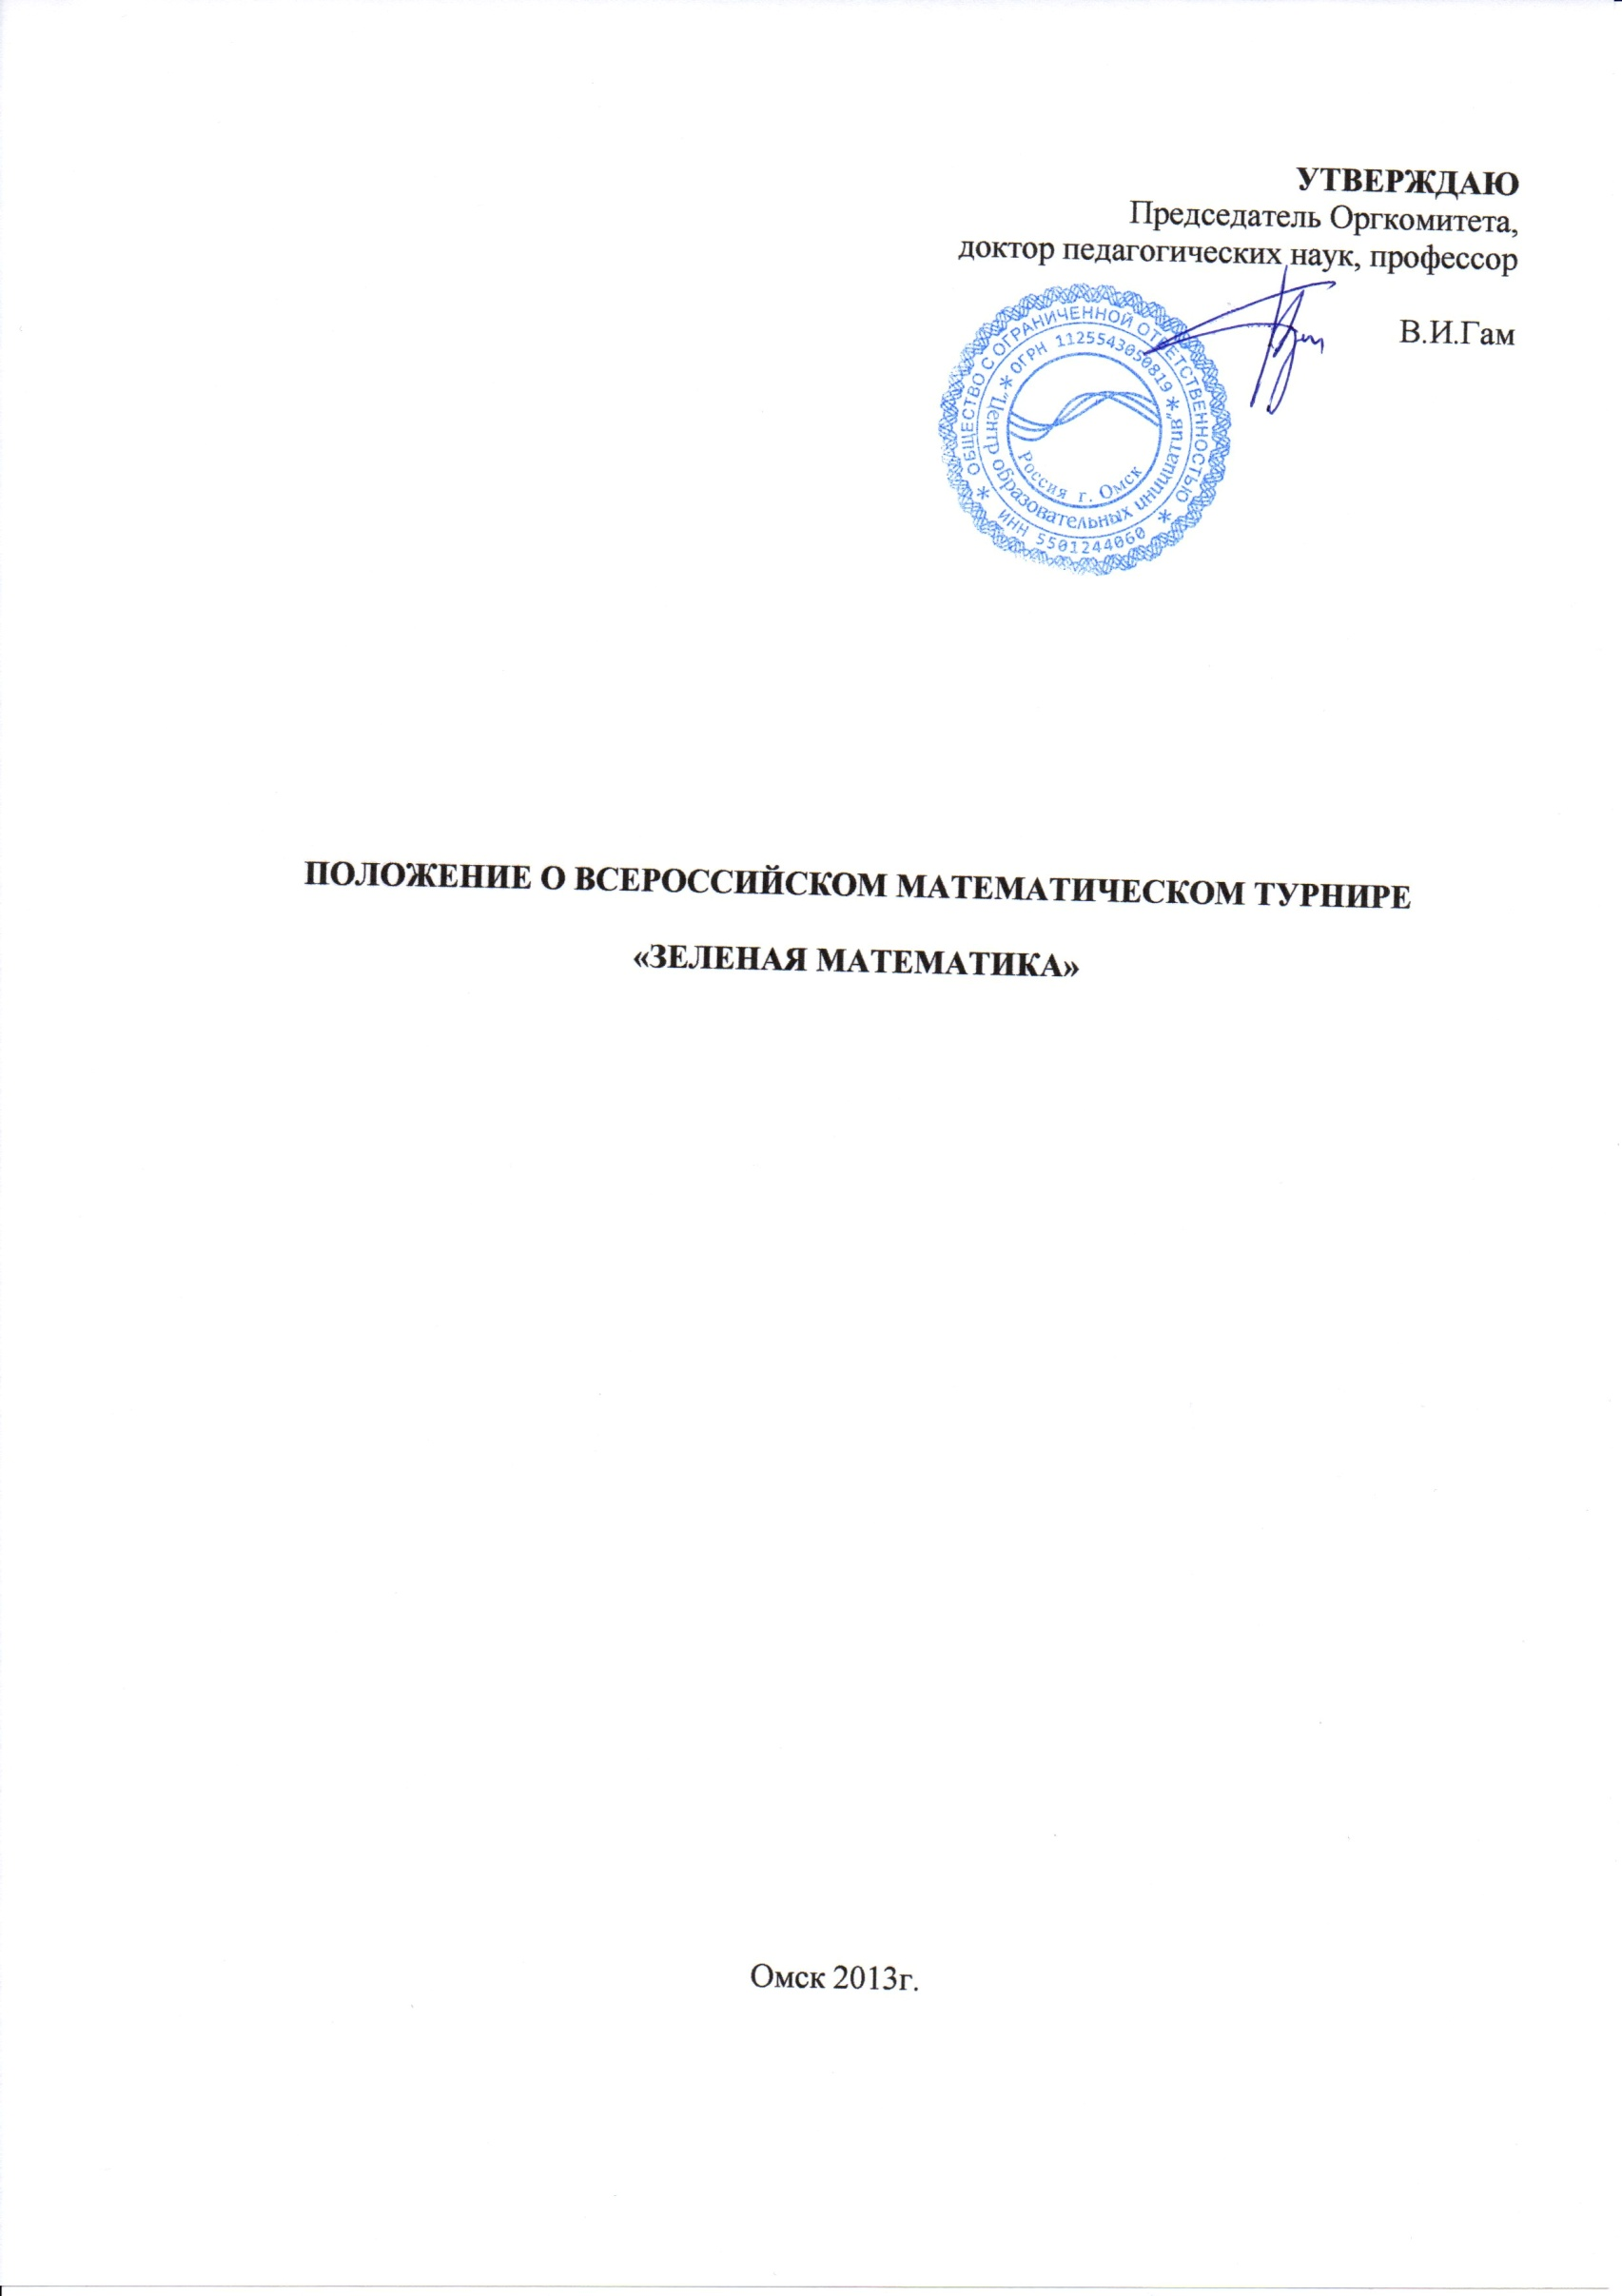 УТВЕРЖДАЮ
Председатель Оргкомитета,
доктор педагогических наук, профессор
В.И.Гам
ОБЩЕСТВО С ОГРАНИЧЕННОЙ ОТВЕТСТВЕННОСТЬЮ
* ИНН 5501244060 *
* ОГРН 1125543050819 *
"Центр образовательных инициатив"
Россия г. Омск
ПОЛОЖЕНИЕ О ВСЕРОССИЙСКОМ МАТЕМАТИЧЕСКОМ ТУРНИРЕ
«ЗЕЛЕНАЯ МАТЕМАТИКА»
Омск 2013г.